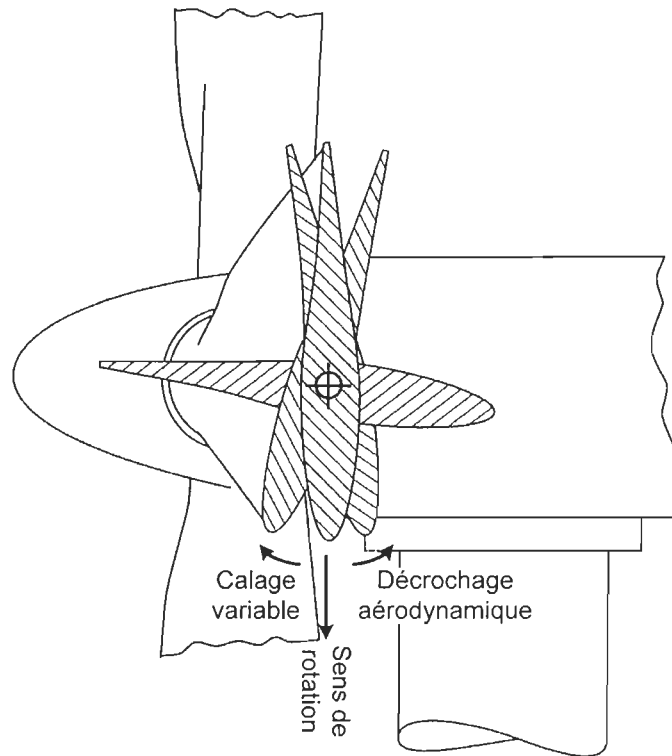 Calage
variable
Décrochage
aérodynamique
Sens de
rotation